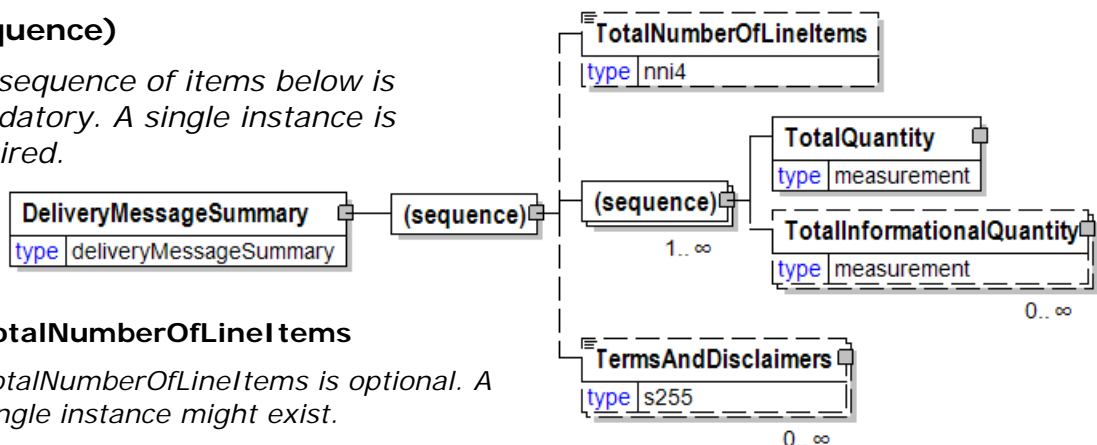 quence)
sequence of items below is
datory. A single instance is
ired.
DeliveryMessageSummary
type deliveryMessageSummary
(sequence)
TotalNumberOfLineItems
type nni4
(sequence)
1.. ∞
TotalQuantity
type measurement
TotalInformationalQuantity
type measurement
0.. ∞
TermsAndDisclaimers
type s255
0.. ∞
otalNumberOfLineItems
otalNumberOfLineItems is optional. A
ingle instance might exist.